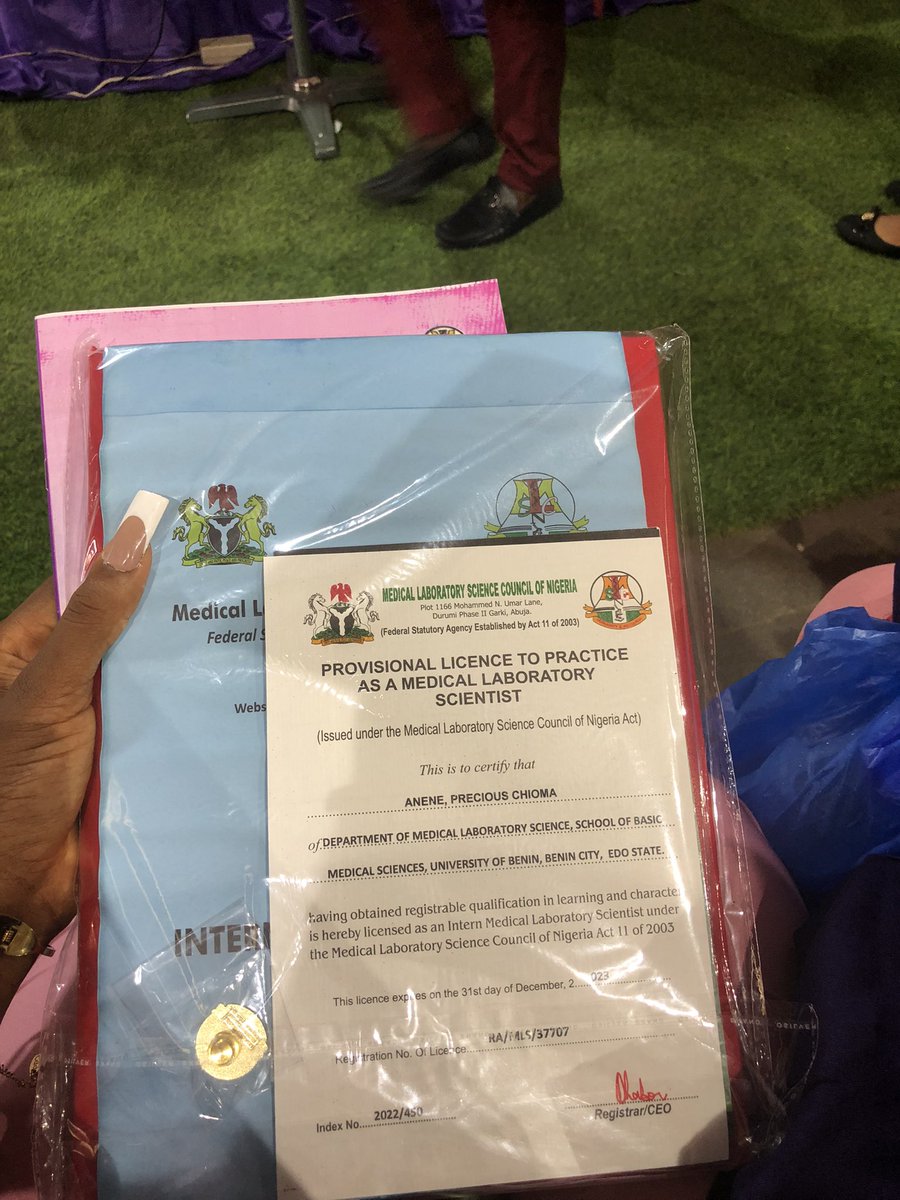 Medical L
Federal S
Webs
INTER
MEDICAL LABORATORY SCIENCE COUNCIL OF NIGERIA
Plot 1166 Mohammed N. Umar Lane,
Durumi Phase II Garki, Abuja.
(Federal Statutory Agency Established by Act 11 of 2003)
PROVISIONAL LICENCE TO PRACTICE
AS A MEDICAL LABORATORY
SCIENTIST
(Issued under the Medical Laboratory Science Council of Nigeria Act)
This is to certify that
ANENE, PRECIOUS CHIOMA
of DEPARTMENT OF MEDICAL LABORATORY SCIENCE, SCHOOL OF BASIC
MEDICAL SCIENCES, UNIVERSITY OF BENIN, BENIN CITY, EDO STATE.
having obtained registrable qualification in learning and character
is hereby licensed as an Intern Medical Laboratory Scientist under
the Medical Laboratory Science Council of Nigeria Act 11 of 2003
This licence expires on the 31st day of December, 2...023
Registration No. Of Licence... RA/MLS/37707
Registrar/CEO
Index No... 2022/450